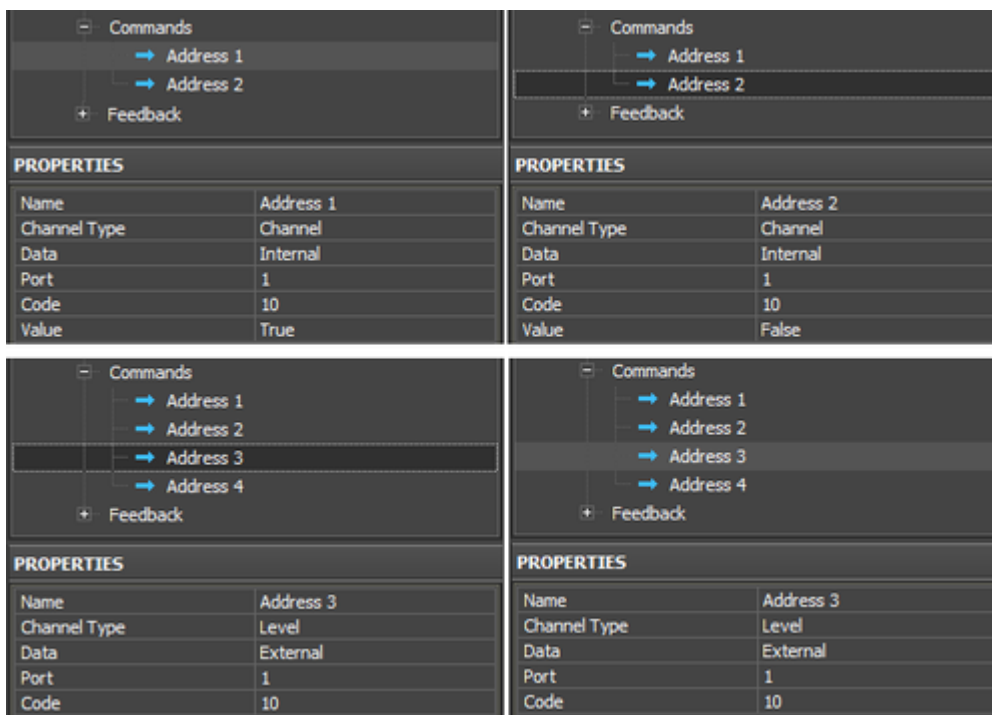 Commands
Address 1
Address 2
Feedback
PROPERTIES
Name Address 1
Channel Type Channel
Data Internal
Port 1
Code 10
Value True
Commands
Address 1
Address 2
Feedback
PROPERTIES
Name Address 2
Channel Type Channel
Data Internal
Port 1
Code 10
Value False
Commands
Address 1
Address 2
Address 3
Address 4
Feedback
PROPERTIES
Name Address 3
Channel Type Level
Data External
Port 1
Code 10
Commands
Address 1
Address 2
Address 3
Address 4
Feedback
PROPERTIES
Name Address 3
Channel Type Level
Data External
Port 1
Code 10